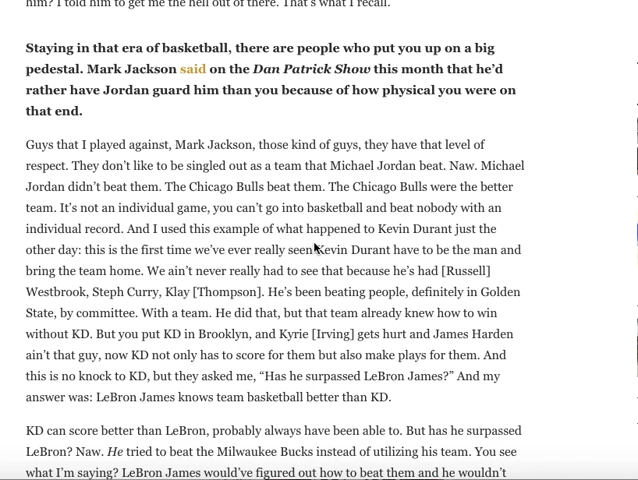 him? I told him to get me the hell out of there. That's what I recall.
Staying in that era of basketball, there are people who put you up on a big
pedestal. Mark Jackson said on the Dan Patrick Show this month that he'd
rather have Jordan guard him than you because of how physical you were on
that end.
Guys that I played against, Mark Jackson, those kind of guys, they have that level of
respect. They don't like to be singled out as a team that Michael Jordan beat. Naw. Michael
Jordan didn't beat them. The Chicago Bulls beat them. The Chicago Bulls were the better
team. It's not an individual game, you can't go into basketball and beat nobody with an
individual record. And I used this example of what happened to Kevin Durant just the
other day: this is the first time we've ever really seen Kevin Durant have to be the man and
bring the team home. We ain't never really had to see that because he's had [Russell]
Westbrook, Steph Curry, Klay [Thompson]. He's been beating people, definitely in Golden
State, by committee. With a team. He did that, but that team already knew how to win
without KD. But you put KD in Brooklyn, and Kyrie [Irving] gets hurt and James Harden
ain't that guy, now KD not only has to score for them but also make plays for them. And
this is no knock to KD, but they asked me, “Has he surpassed LeBron James?” And my
answer was: LeBron James knows team basketball better than KD.
KD can score better than LeBron, probably always have been able to. But has he surpassed
LeBron? Naw. He tried to beat the Milwaukee Bucks instead of utilizing his team. You see
what I'm saying? LeBron James would've figured out how to beat them and he wouldn't